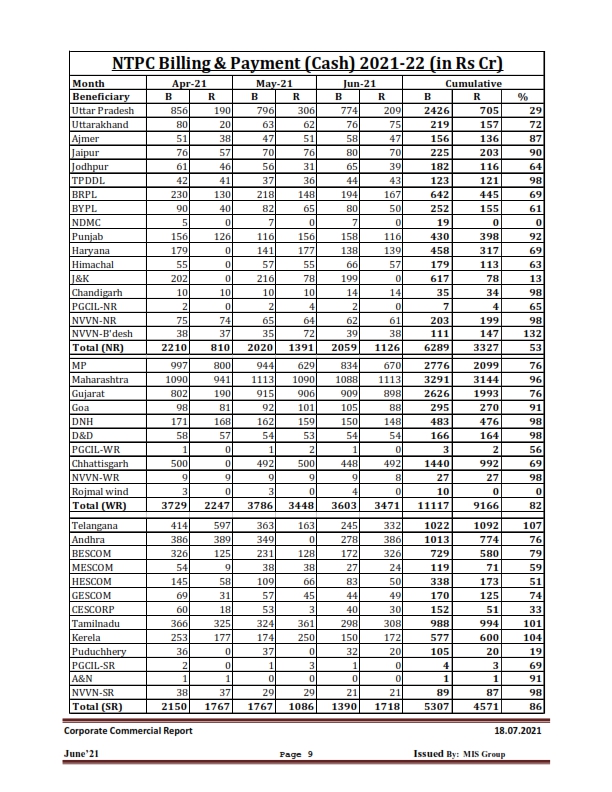 NTPC Billing & Payment (Cash) 2021-22 (in Rs Cr)
Month Apr-21 May-21 Jun-21 Cumulative
Beneficiary B R B R B R B R %
Uttar Pradesh 856 190 796 306 774 209 2426 705 29
Uttarakhand 80 20 63 62 76 75 219 157 72
Ajmer 51 38 47 51 58 47 156 136 87
Jaipur 76 57 70 76 80 70 225 203 90
Jodhpur 61 46 56 31 65 39 182 116 64
TPDDL 42 41 37 36 44 43 123 121 98
BRPL 230 130 218 148 194 167 642 445 69
BYPL 90 40 82 65 80 50 252 155 61
NDMC 5 0 7 0 7 0 19 0 0
Punjab 156 126 116 156 158 116 430 398 92
Haryana 179 0 141 177 138 139 458 317 69
Himachal 55 0 57 55 66 57 179 113 63
J&K 202 0 216 78 199 0 617 78 13
Chandigarh 10 10 10 10 14 14 35 34 98
PGCIL-NR 2 0 2 4 2 0 7 4 65
NVVN-NR 75 74 65 64 62 61 203 199 98
NVVN-B'desh 38 37 35 72 39 38 111 147 132
Total (NR) 2210 810 2020 1391 2059 1126 6289 3327 53
MP 997 800 944 629 834 670 2776 2099 76
Maharashtra 1090 941 1113 1090 1088 1113 3291 3144 96
Gujarat 802 190 915 906 909 898 2626 1993 76
Goa 98 81 92 101 105 88 295 270 91
DNH 171 168 162 159 150 148 483 476 98
D&D 58 57 54 53 54 54 166 164 98
PGCIL-WR 1 0 1 2 1 0 3 2 56
Chhattisgarh 500 0 492 500 448 492 1440 992 69
NVVN-WR 9 9 9 9 9 8 27 27 98
Rojmal wind 3 0 3 0 4 0 10 0 0
Total (WR) 3729 2247 3786 3448 3603 3471 11117 9166 82
Telangana 414 597 363 163 245 332 1022 1092 107
Andhra 386 389 349 0 278 386 1013 774 76
BESCOM 326 125 231 128 172 326 729 580 79
MESCOM 54 9 38 38 27 24 119 71 59
HESCOM 145 58 109 66 83 50 338 173 51
GESCOM 69 31 57 45 44 49 170 125 74
CESCORP 60 18 53 3 40 30 152 51 33
Tamilnadu 366 325 324 361 298 308 988 994 101
Kerela 253 177 174 250 150 172 577 600 104
Puduchhery 36 0 37 0 32 20 105 20 19
PGCIL-SR 2 0 1 3 1 0 4 3 69
A&N 1 1 0 0 0 0 1 1 91
NVVN-SR 38 37 29 29 21 21 89 87 98
Total (SR) 2150 1767 1767 1086 1390 1718 5307 4571 86
Corporate Commercial Report 18.07.2021
June'21 Page 9 Issued By: MIS Group